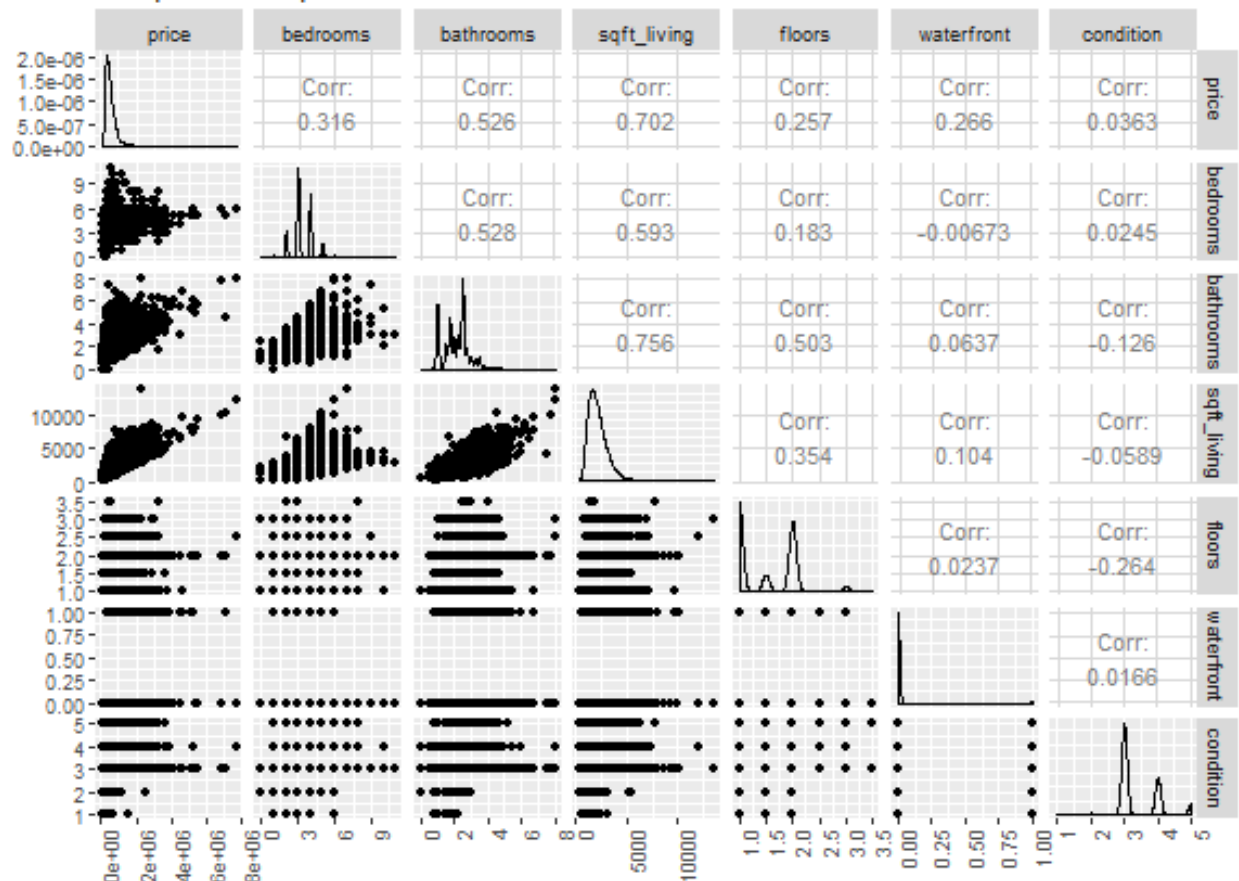 price bedrooms bathrooms sqft_living floors waterfront condition
2.0e-06
1.5e-06
1.0e-06
5.0e-07
0.0e+00
Corr: Corr: Corr: Corr: Corr: Corr:
0.316 0.526 0.702 0.257 0.266 0.0363
price
9
6
3
0
Corr: Corr: Corr: Corr: Corr:
0.528 0.593 0.183 -0.00673 0.0245
bedrooms
8
6
4
2
0
Corr: Corr: Corr: Corr:
0.756 0.503 0.0637 -0.126
bathrooms
10000
5000
0
Corr: Corr: Corr:
0.354 0.104 -0.0589
sqft_living
3.5
3.0
2.5
2.0
1.5
1.0
Corr: Corr:
0.0237 -0.264
floors
1.00
0.75
0.50
0.25
0.00
Corr:
0.0166
waterfront
5
4
3
2
1
condition
0e+00 2e+06 4e+06 6e+06 8e+06 0 3 6 9 0 2 4 6 8 0 5000 10000 1.0 1.5 2.0 2.5 3.0 3.5 0.00 0.25 0.50 0.75 1.00 1 2 3 4 5